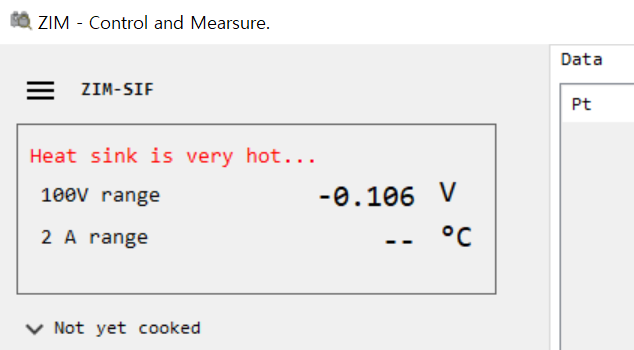 ZIM - Control and Mearsure.
Data
ZIM-SIF
Pt
Heat sink is very hot...
100V range -0.106 V
2 A range -- °C
Not yet cooked